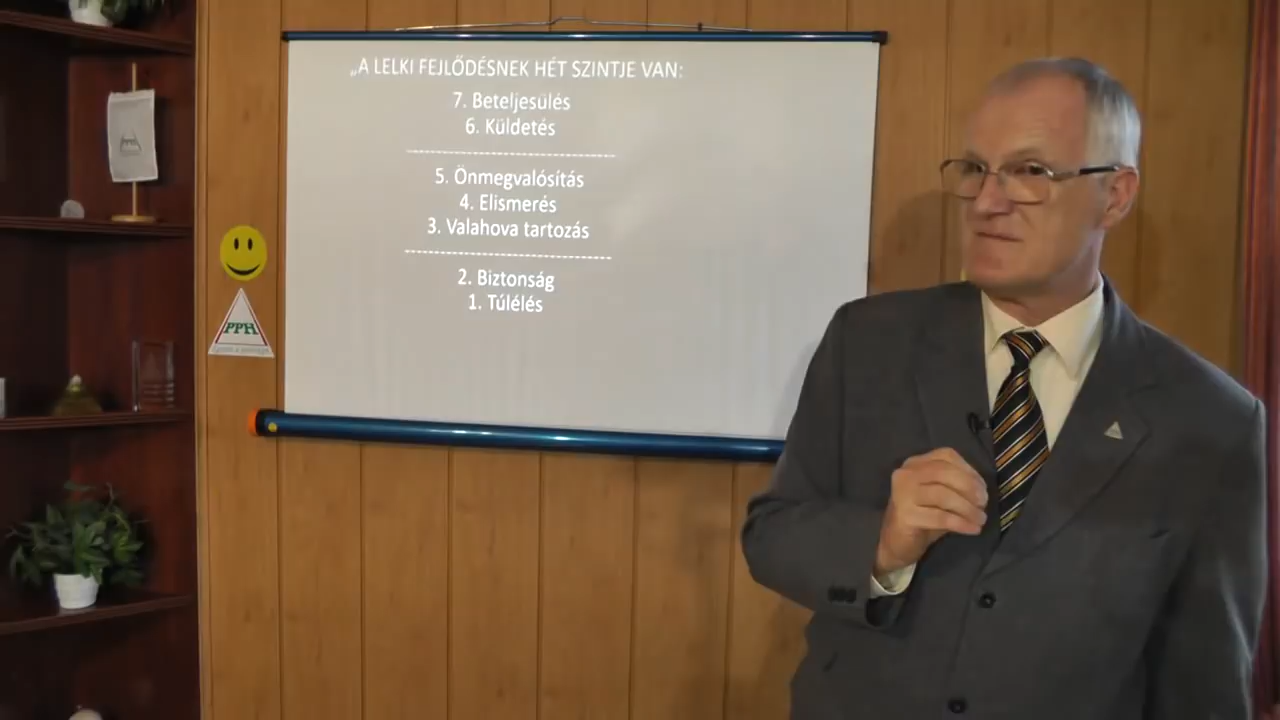 „A LELKI FEJLŐDÉSNEK HÉT SZINTJE VAN:
7. Beteljesülés
6. Küldetés
5. Önmegvalósítás
4. Elismerés
3. Valahova tartozás
2. Biztonság
1. Túlélés
PPH